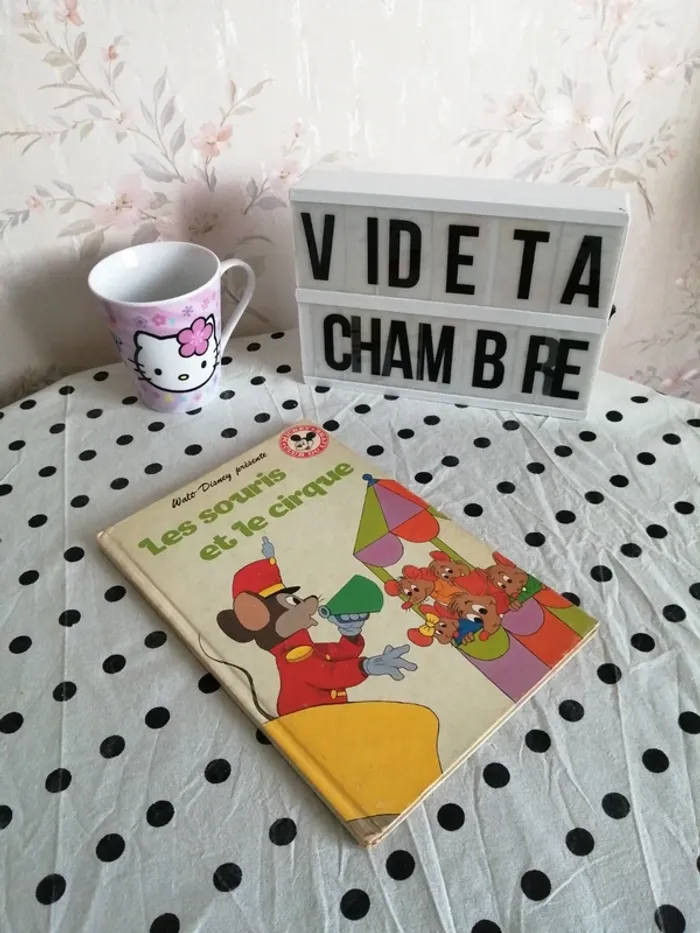 VIDE TA
CHAMBRE
Walt Disney présente
Les souris
et le cirque